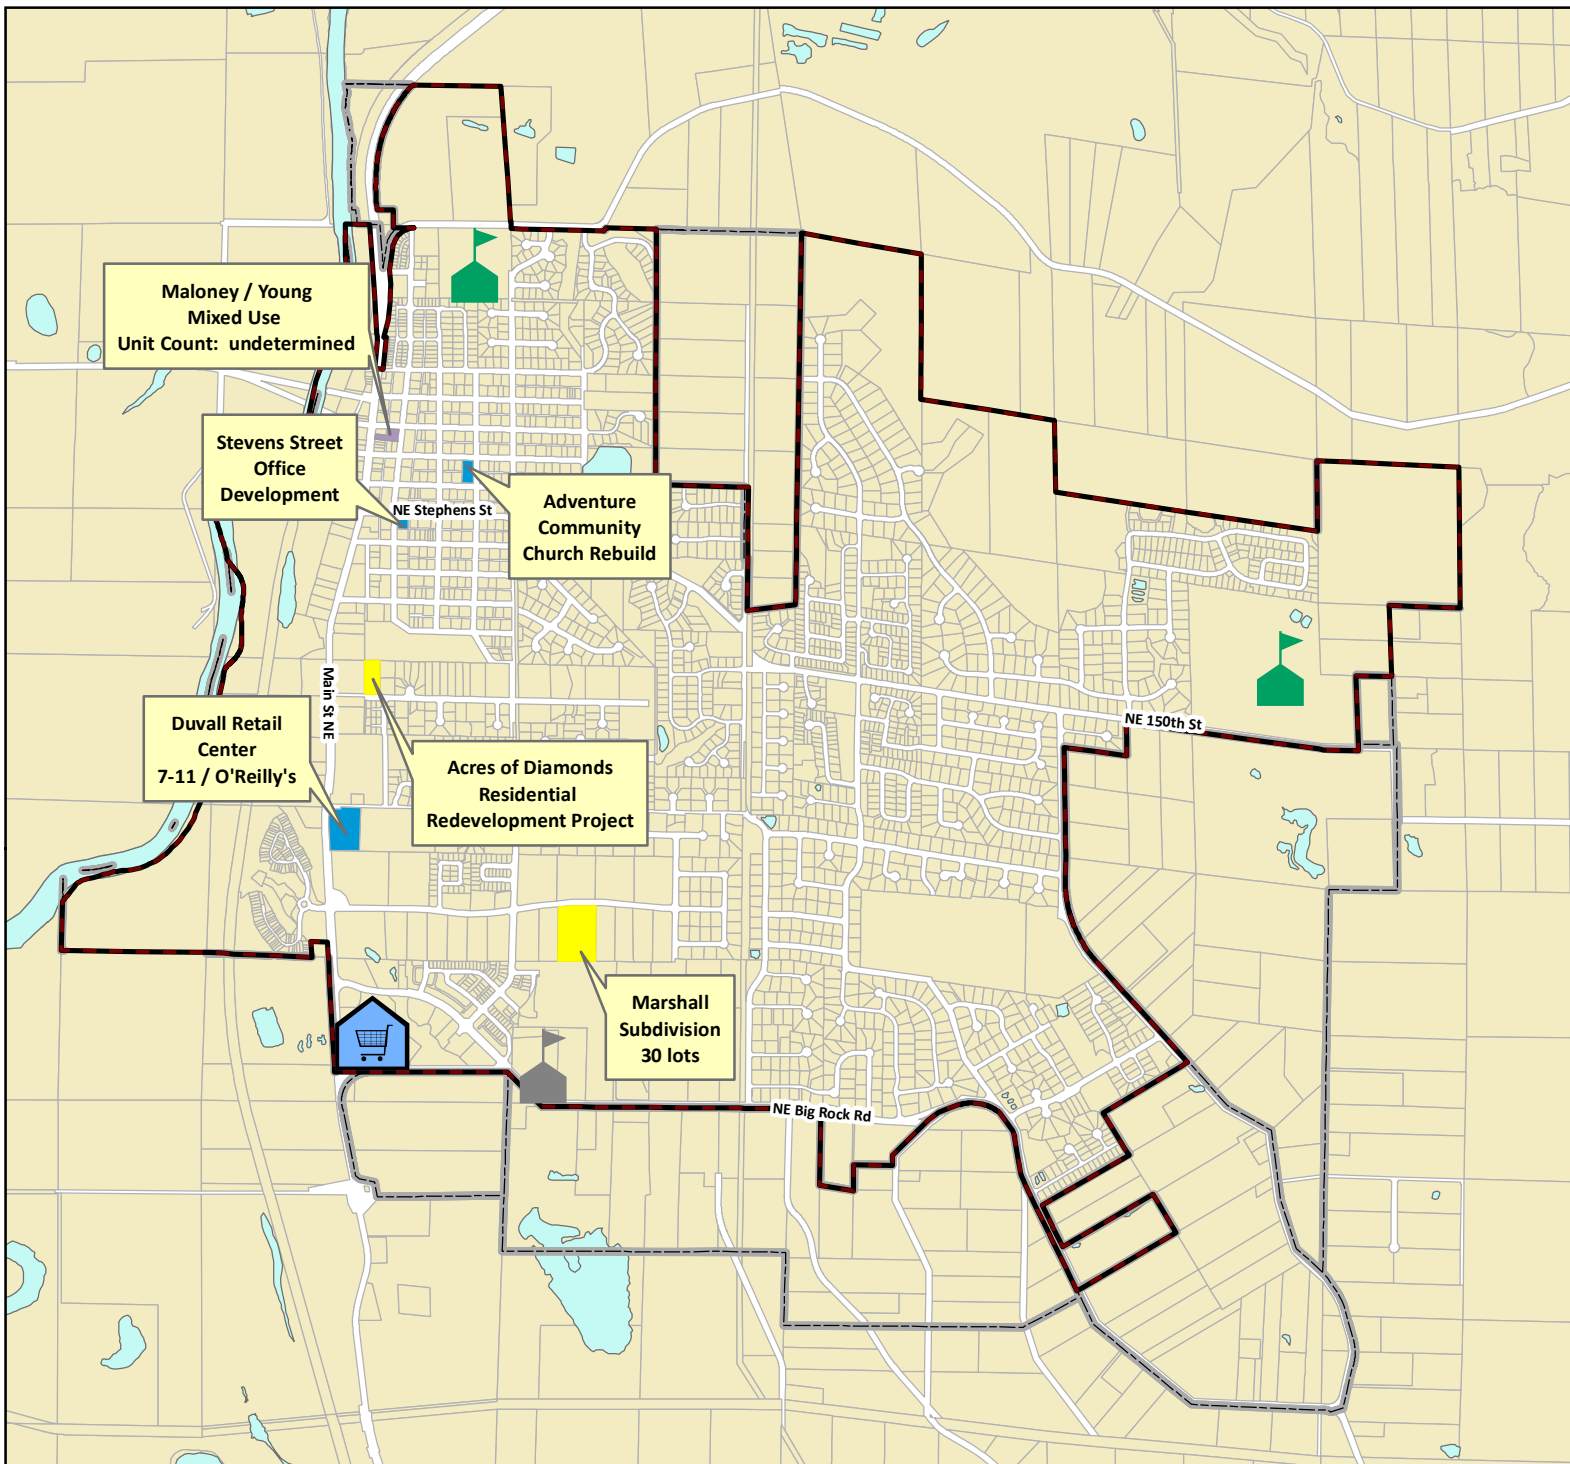 Maloney / Young
Mixed Use
Unit Count:  undetermined
Stevens Street
Office
Development
NE Stephens St
Adventure
Community
Church Rebuild
Main St NE
Duvall Retail
Center
7-11 / O'Reilly's
Acres of Diamonds
Residential
Redevelopment Project
NE 150th St
Marshall
Subdivision
30 lots
NE Big Rock Rd